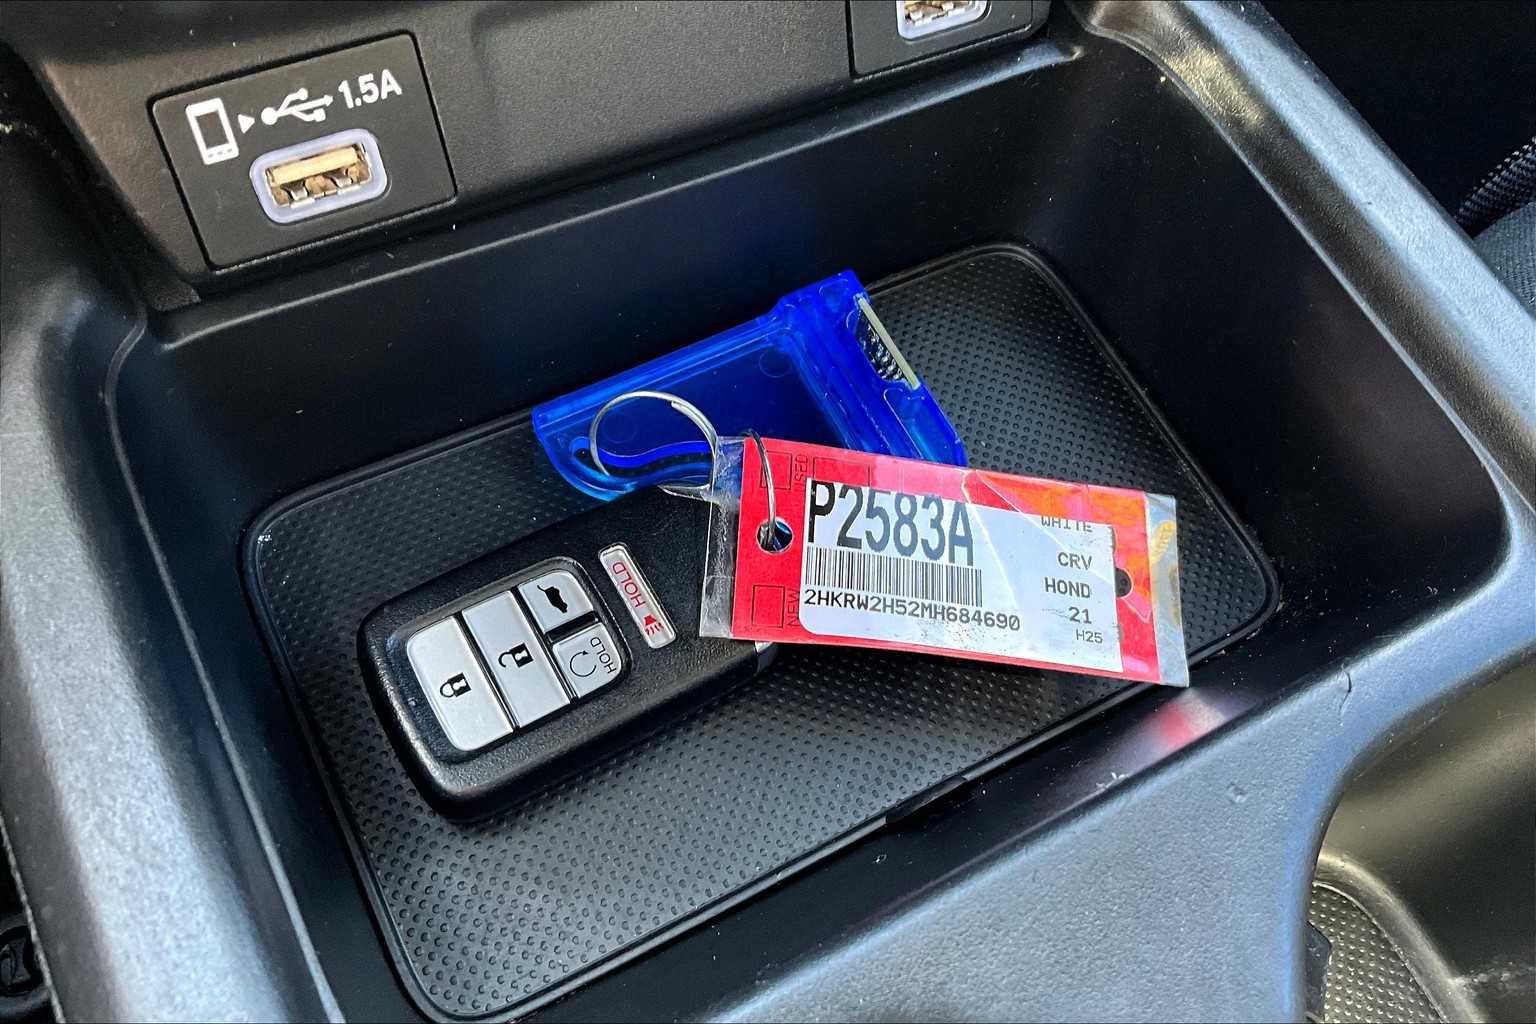 1.5A
HOLD
HOLD
USED
NEW
P2583A
2HKRW2H52MH684690
WHITE
CRV
HOND
21
H25